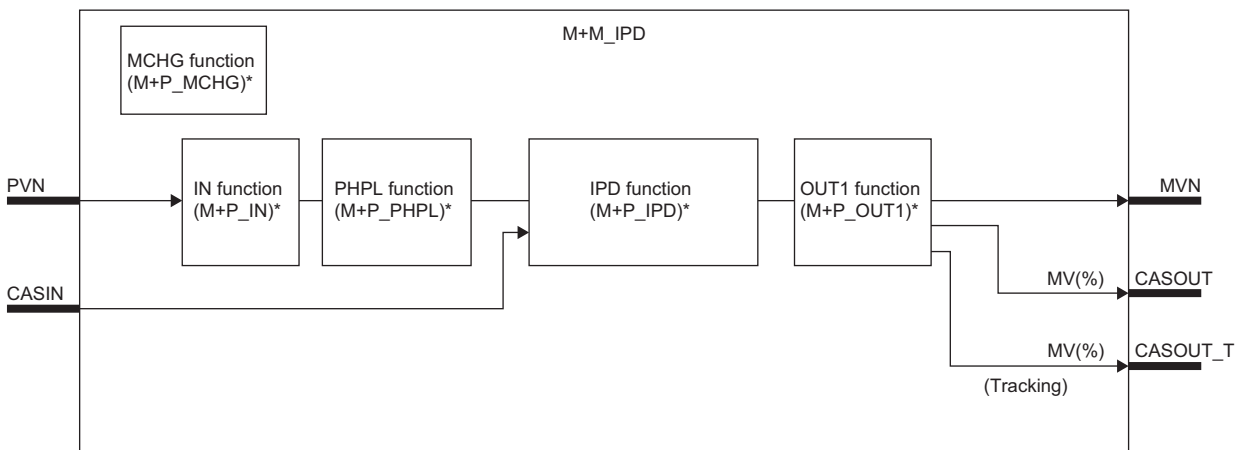 M+M_IPD
MCHG function
(M+P_MCHG)*
PVN
IN function
(M+P_IN)*
PHPL function
(M+P_PHPL)*
IPD function
(M+P_IPD)*
OUT1 function
(M+P_OUT1)*
MVN
CASIN
MV(%)
CASOUT
MV(%)
CASOUT_T
(Tracking)